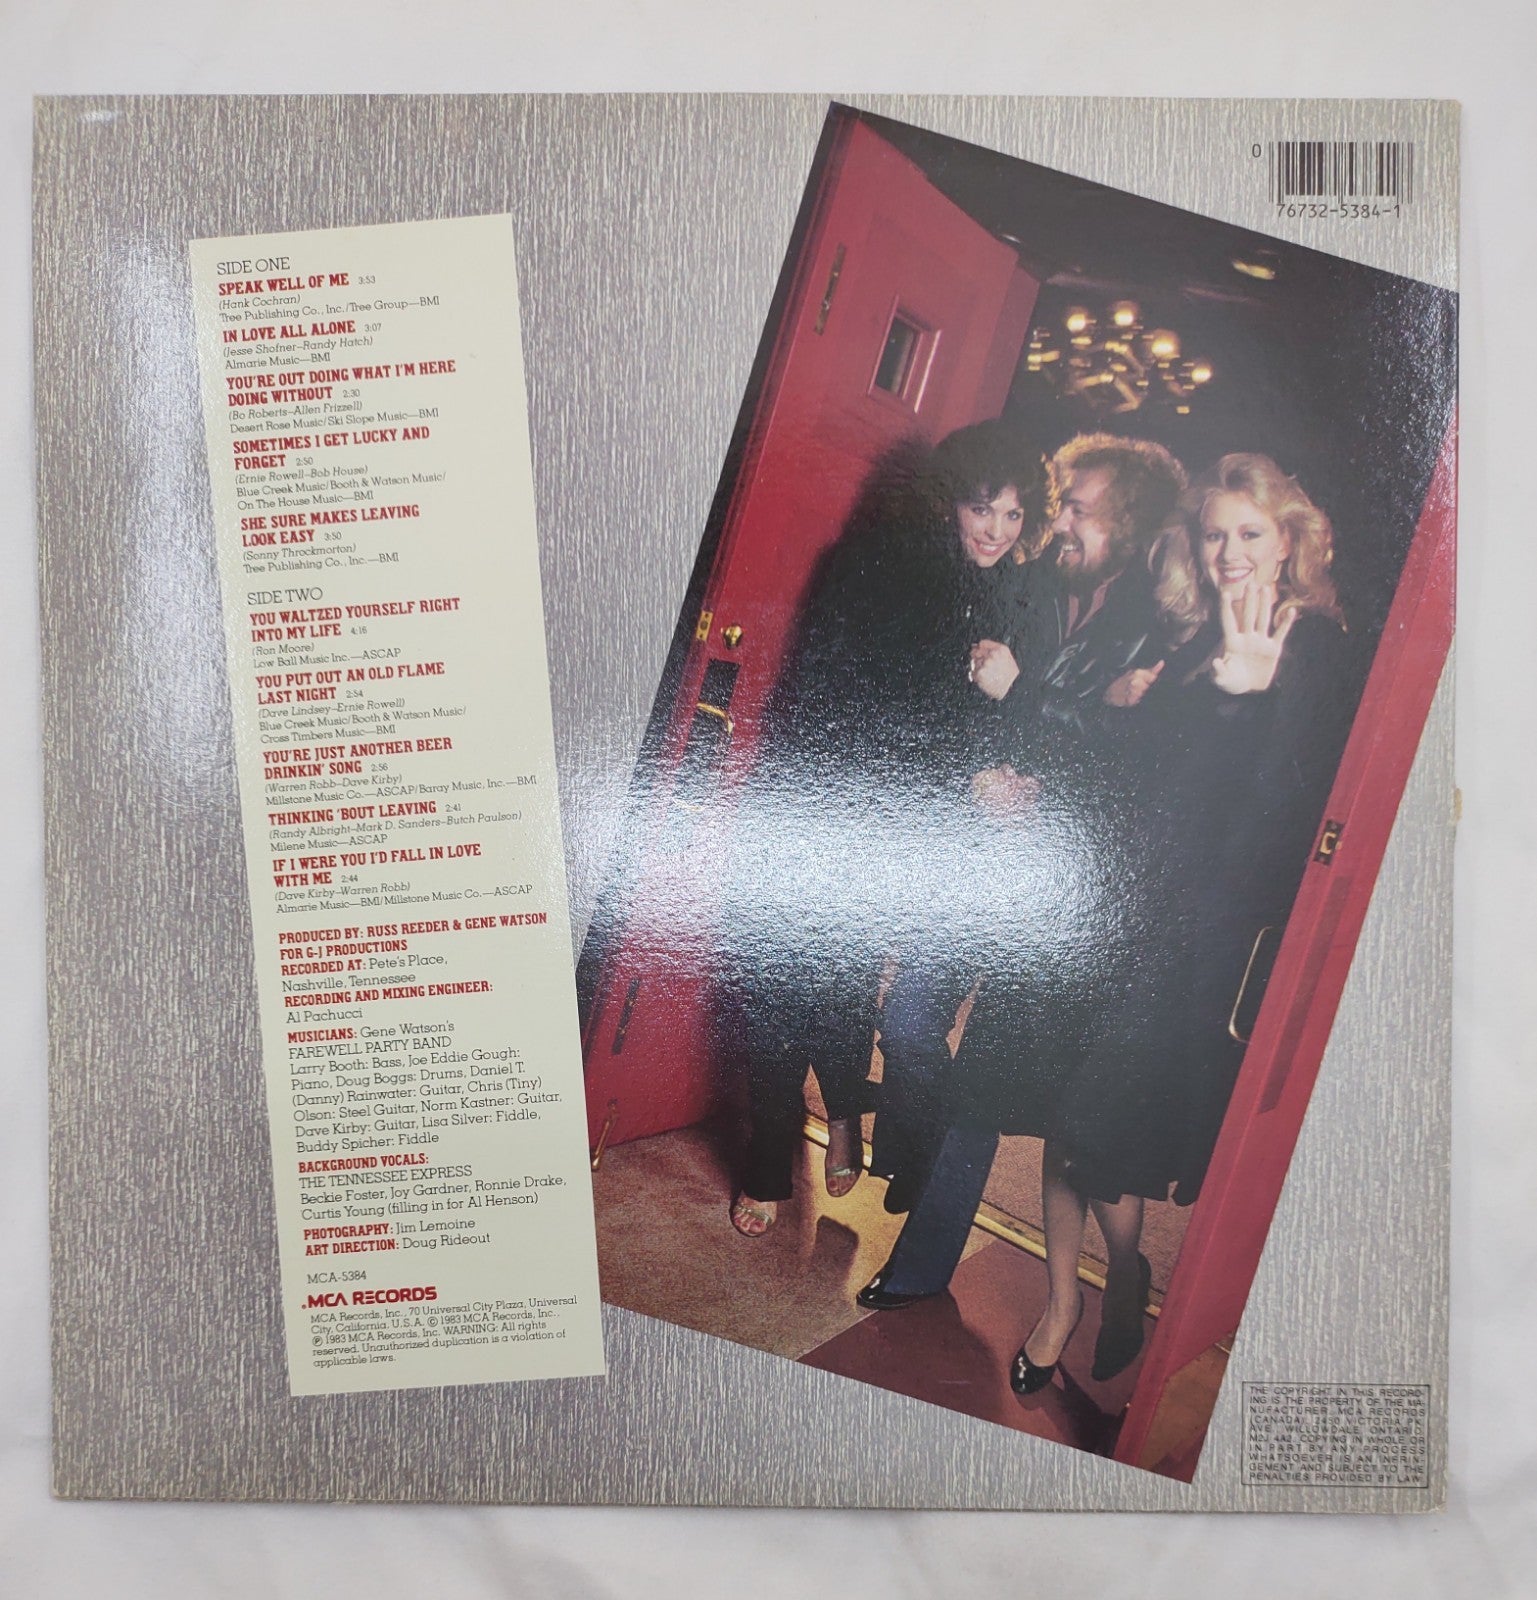 SIDE ONE
SPEAK WELL OF ME 3:53
(Hank Cochran)
Tree Publishing Co., Inc./Tree Group—BMI
IN LOVE ALL ALONE 3:07
(Jesse Shofner–Randy Hatch)
Almarie Music—BMI
YOU'RE OUT DOING WHAT I'M HERE
DOING WITHOUT 2:30
(Bo Roberts–Allen Frizzell)
Desert Rose Music/Ski Slope Music—BMI
SOMETIMES I GET LUCKY AND
FORGET 2:50
(Ernie Rowell–Bob House)
Blue Creek Music/Booth & Watson Music/
On The House Music—BMI
SHE SURE MAKES LEAVING
LOOK EASY 3:50
(Sonny Throckmorton)
Tree Publishing Co., Inc.—BMI
SIDE TWO
YOU WALTZED YOURSELF RIGHT
INTO MY LIFE 4:16
(Ron Moore)
Low Ball Music Inc.—ASCAP
YOU PUT OUT AN OLD FLAME
LAST NIGHT 2:54
(Dave Lindsey–Ernie Rowell)
Blue Creek Music/Booth & Watson Music/
Cross Timbers Music—BMI
YOU'RE JUST ANOTHER BEER
DRINKIN' SONG 2:56
(Warren Robb–Dave Kirby)
Millstone Music Co.—ASCAP/Baray Music, Inc.—BMI
THINKING 'BOUT LEAVING 2:41
(Randy Albright–Mark D. Sanders–Butch Paulson)
Milene Music—ASCAP
IF I WERE YOU I'D FALL IN LOVE
WITH ME 2:44
(Dave Kirby–Warren Robb)
Almarie Music—BMI/Millstone Music Co.—ASCAP
PRODUCED BY: RUSS REEDER & GENE WATSON
FOR G-J PRODUCTIONS
RECORDED AT: Pete's Place,
Nashville, Tennessee
RECORDING AND MIXING ENGINEER:
Al Pachucci
MUSICIANS: Gene Watson's
FAREWELL PARTY BAND
Larry Booth: Bass, Joe Eddie Gough:
Piano, Doug Boggs: Drums, Daniel T.
(Danny) Rainwater: Guitar, Chris (Tiny)
Olson: Steel Guitar, Norm Kastner: Guitar,
Dave Kirby: Guitar, Lisa Silver: Fiddle,
Buddy Spicher: Fiddle
BACKGROUND VOCALS:
THE TENNESSEE EXPRESS
Beckie Foster, Joy Gardner, Ronnie Drake,
Curtis Young (filling in for Al Henson)
PHOTOGRAPHY: Jim Lemoine
ART DIRECTION: Doug Rideout
MCA-5384
.MCA RECORDS
MCA Records, Inc., 70 Universal City Plaza, Universal
City, California, U.S.A. © 1983 MCA Records, Inc.,
℗ 1983 MCA Records, Inc. WARNING: All rights
reserved. Unauthorized duplication is a violation of
applicable laws.
0
76732-5384-1
THE COPYRIGHT IN THIS RECORD-
ING IS THE PROPERTY OF THE MA-
NUFACTURER, MCA RECORDS
(CANADA), 2450 VICTORIA PK.
AVE., WILLOWDALE, ONTARIO,
M2J 4A2. COPYING IN WHOLE OR
IN PART BY ANY PROCESS
WHATSOEVER IS AN INFRIN-
GEMENT AND SUBJECT TO THE
PENALTIES PROVIDED BY LAW.